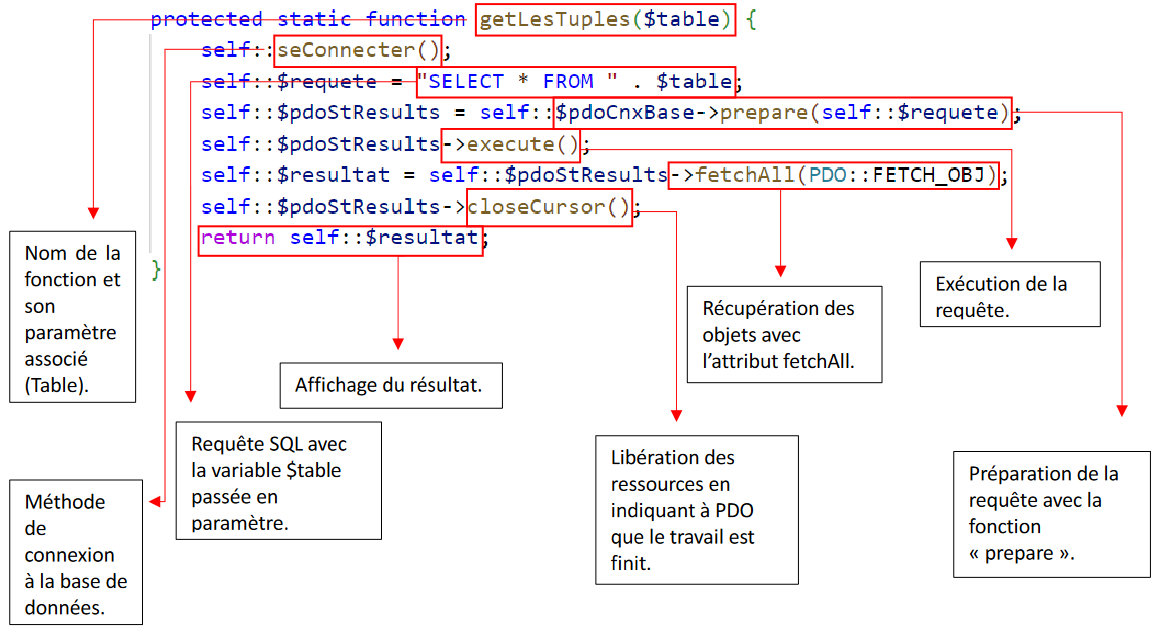 protected static function getLesTuples($table) {
self::seConnecter();
self::$requete = "SELECT * FROM " . $table;
self::$pdoStResults = self::$pdoCnxBase->prepare(self::$requete);
self::$pdoStResults->execute();
self::$resultat = self::$pdoStResults->fetchAll(PDO::FETCH_OBJ);
self::$pdoStResults->closeCursor();
return self::$resultat;
}
Nom de la
fonction et
son
paramètre
associé
(Table).
Exécution de la
requête.
Récupération des
objets avec
l’attribut fetchAll.
Affichage du résultat.
Requête SQL avec
la variable $table
passée en
paramètre.
Libération des
ressources en
indiquant à PDO
que le travail est
finit.
Préparation de la
requête avec la
fonction
« prepare ».
Méthode
de
connexion
à la base de
données.